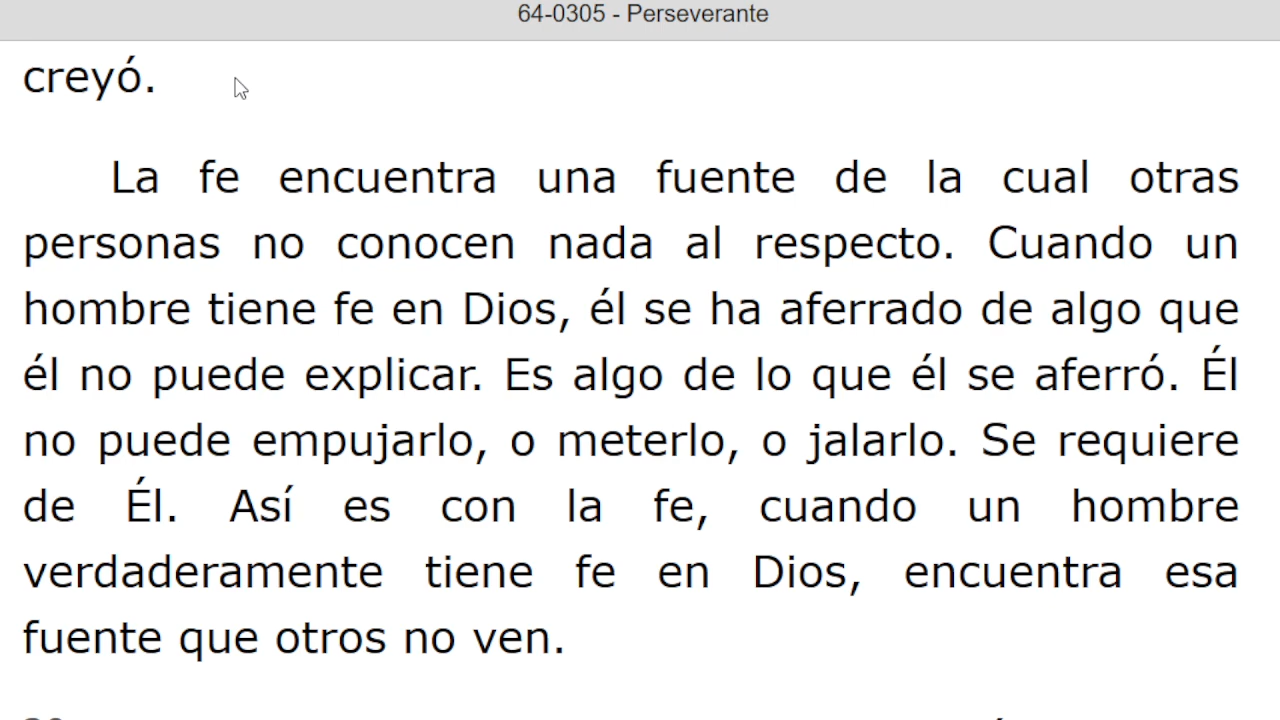 64-0305 - Perseverante
creyó.
La fe encuentra una fuente de la cual otras
personas no conocen nada al respecto. Cuando un
hombre tiene fe en Dios, él se ha aferrado de algo que
él no puede explicar. Es algo de lo que él se aferró. Él
no puede empujarlo, o meterlo, o jalarlo. Se requiere
de Él. Así es con la fe, cuando un hombre
verdaderamente tiene fe en Dios, encuentra esa
fuente que otros no ven.